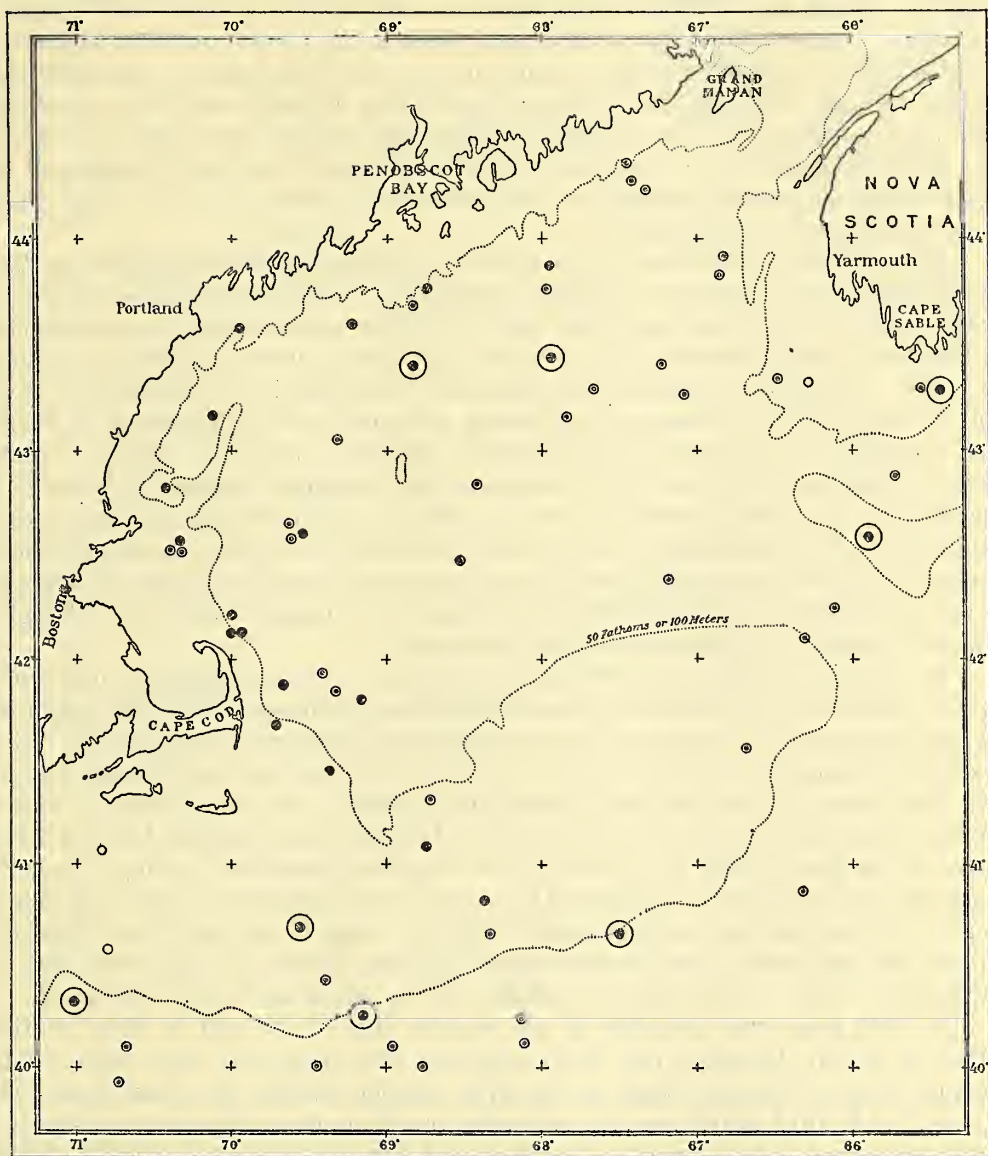 71° 70° 69° 68° 67° 66°
GRAND
MANAN
PENOBSCOT
BAY
NOVA
SCOTIA
44° 44°
Yarmouth
Portland
CAPE
SABLE
43° 43°
Boston
50 Fathoms or 100 Meters
42° 42°
CAPE COD
41° 41°
40° 40°
71° 70° 69° 68° 67° 66°